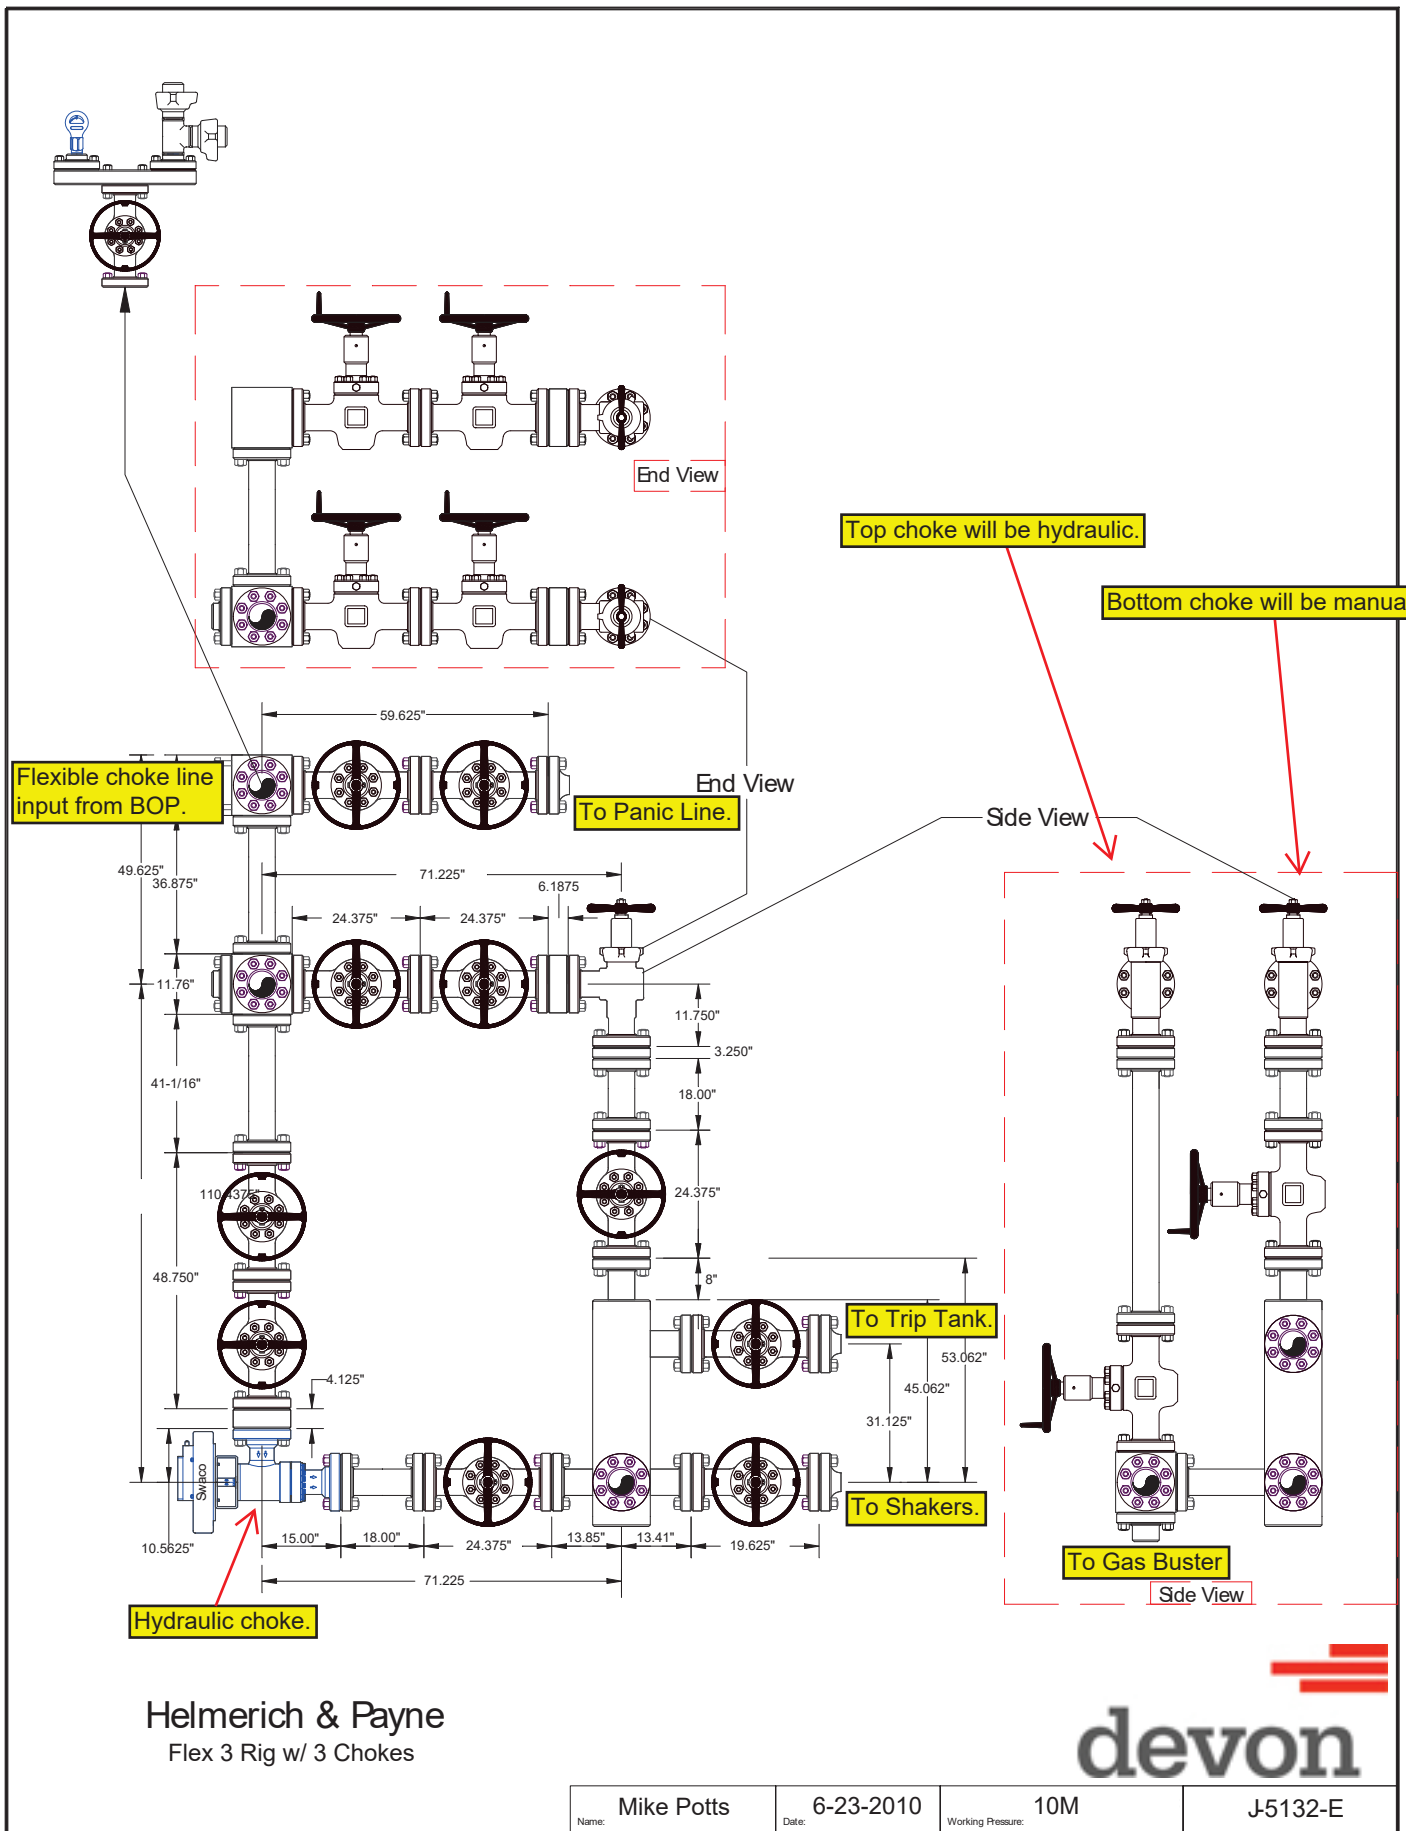 End View
Top choke will be hydraulic.
Bottom choke will be manua
59.625"
Flexible choke line
input from BOP.
To Panic Line.
End View
Side View
49.625"
36.875"
71.225"
6.1875
24.375"
24.375"
11.76"
11.750"
3.250"
41-1/16"
18.00"
110.4375"
24.375"
48.750"
8"
To Trip Tank.
53.062"
4.125"
45.062"
31.125"
Swaco
To Shakers.
10.5625"
15.00"
18.00"
24.375"
13.85"
13.41"
19.625"
To Gas Buster
71.225
Side View
Hydraulic choke.
Helmerich & Payne
Flex 3 Rig w/ 3 Chokes
devon
Name:
Mike Potts
Date:
6-23-2010
Working Pressure:
10M
J-5132-E